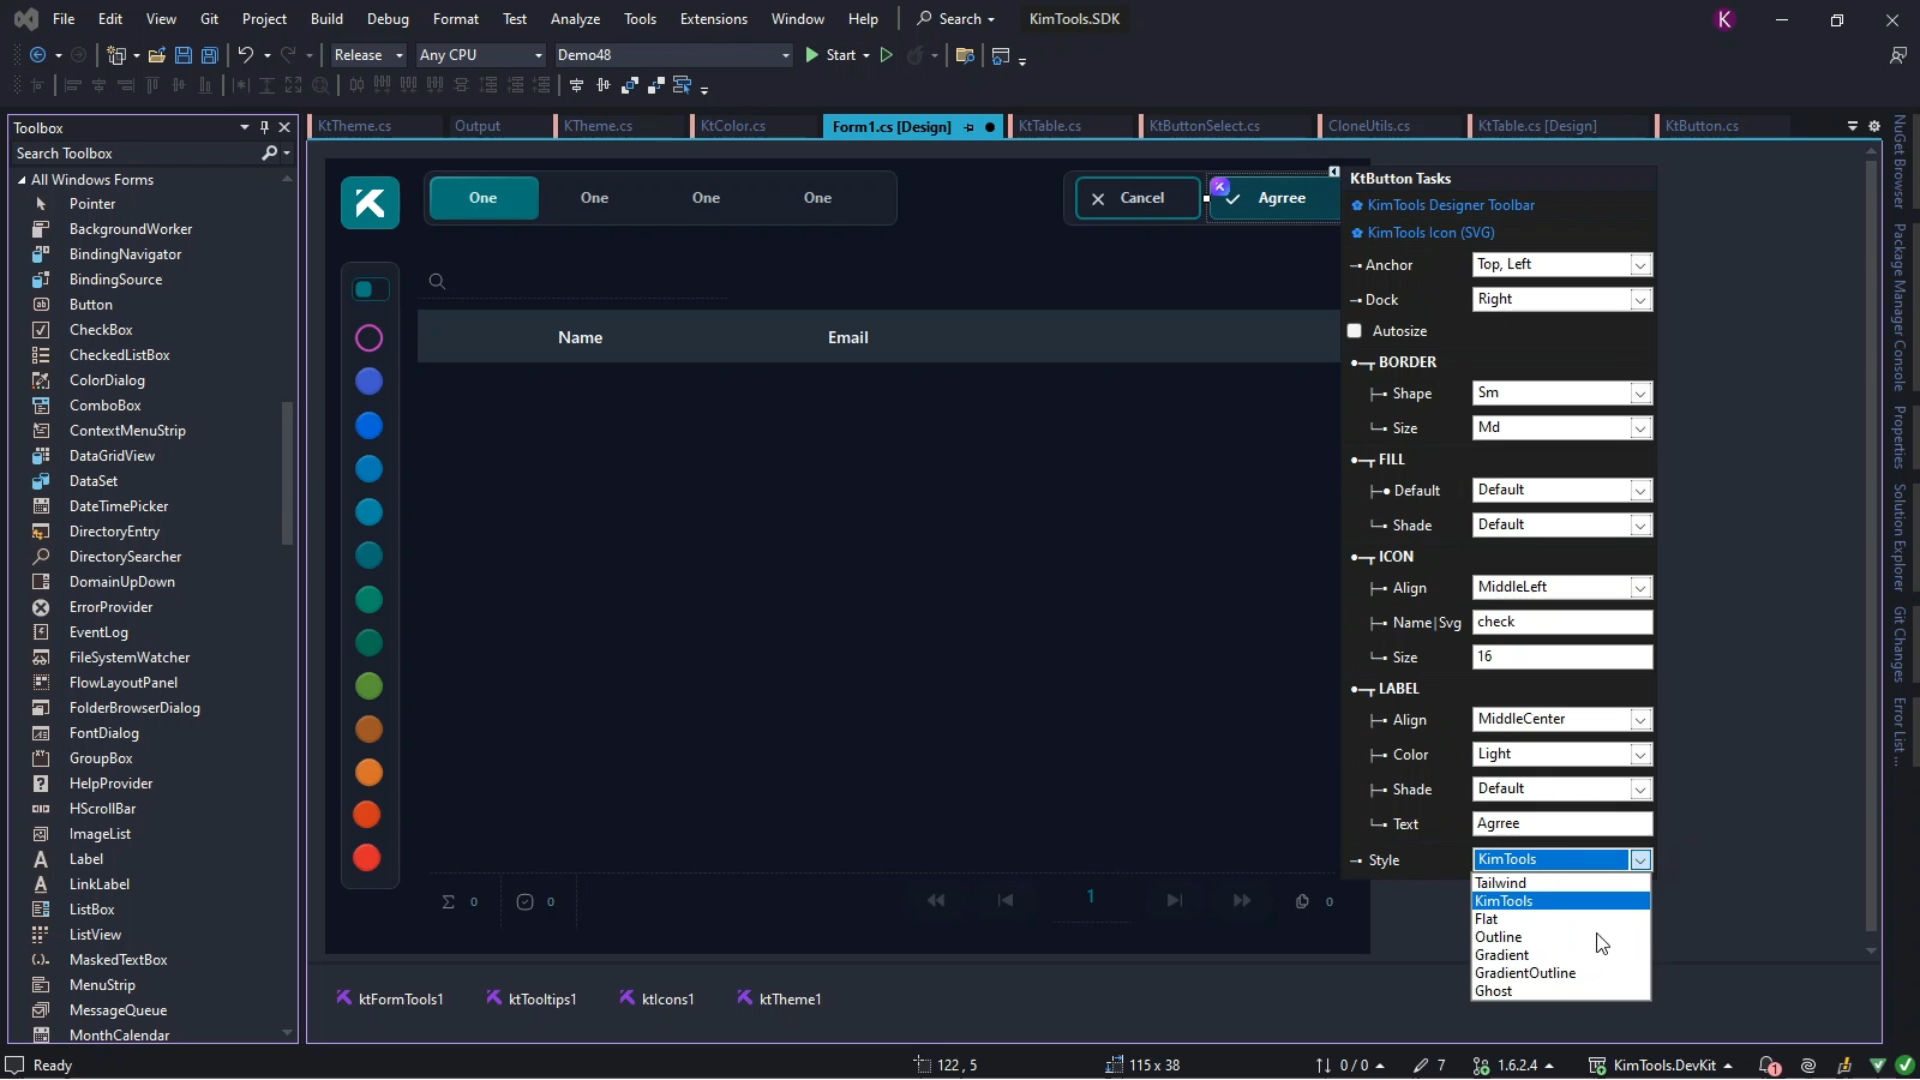 File Edit View Git Project Build Debug Format Test Analyze Tools Extensions Window Help Search KimTools.SDK K
Release Any CPU Demo48 Start
Toolbox
Search Toolbox
All Windows Forms
Pointer
BackgroundWorker
BindingNavigator
BindingSource
Button
CheckBox
CheckedListBox
ColorDialog
ComboBox
ContextMenuStrip
DataGridView
DataSet
DateTimePicker
DirectoryEntry
DirectorySearcher
DomainUpDown
ErrorProvider
EventLog
FileSystemWatcher
FlowLayoutPanel
FolderBrowserDialog
FontDialog
GroupBox
HelpProvider
HScrollBar
ImageList
Label
LinkLabel
ListBox
ListView
MaskedTextBox
MenuStrip
MessageQueue
MonthCalendar
KtTheme.cs Output KTheme.cs KtColor.cs Form1.cs [Design] KtTable.cs KtButtonSelect.cs CloneUtils.cs KtTable.cs [Design] KtButton.cs
One One One One
Cancel Agrree
Name Email
0 0 1 0
ktFormTools1 ktTooltips1 ktIcons1 ktTheme1
KtButton Tasks
KimTools Designer Toolbar
KimTools Icon (SVG)
Anchor Top, Left
Dock Right
Autosize
BORDER
Shape Sm
Size Md
FILL
Default Default
Shade Default
ICON
Align MiddleLeft
Name|Svg check
Size 16
LABEL
Align MiddleCenter
Color Light
Shade Default
Text Agrree
Style KimTools
Tailwind
KimTools
Flat
Outline
Gradient
GradientOutline
Ghost
NuGet Browser
Package Manager Console
Properties
Solution Explorer
Git Changes
Error List ...
Ready 122 , 5 115 x 38 0 / 0 7 1.6.2.4 KimTools.DevKit 1